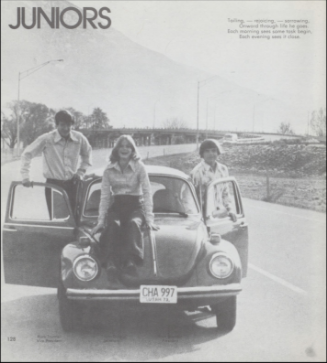 JUNIORS
Toiling, — rejoicing, — sorrowing,
Onward through life he goes;
Each morning sees some task begin,
Each evening sees it close.
CHA 997
128